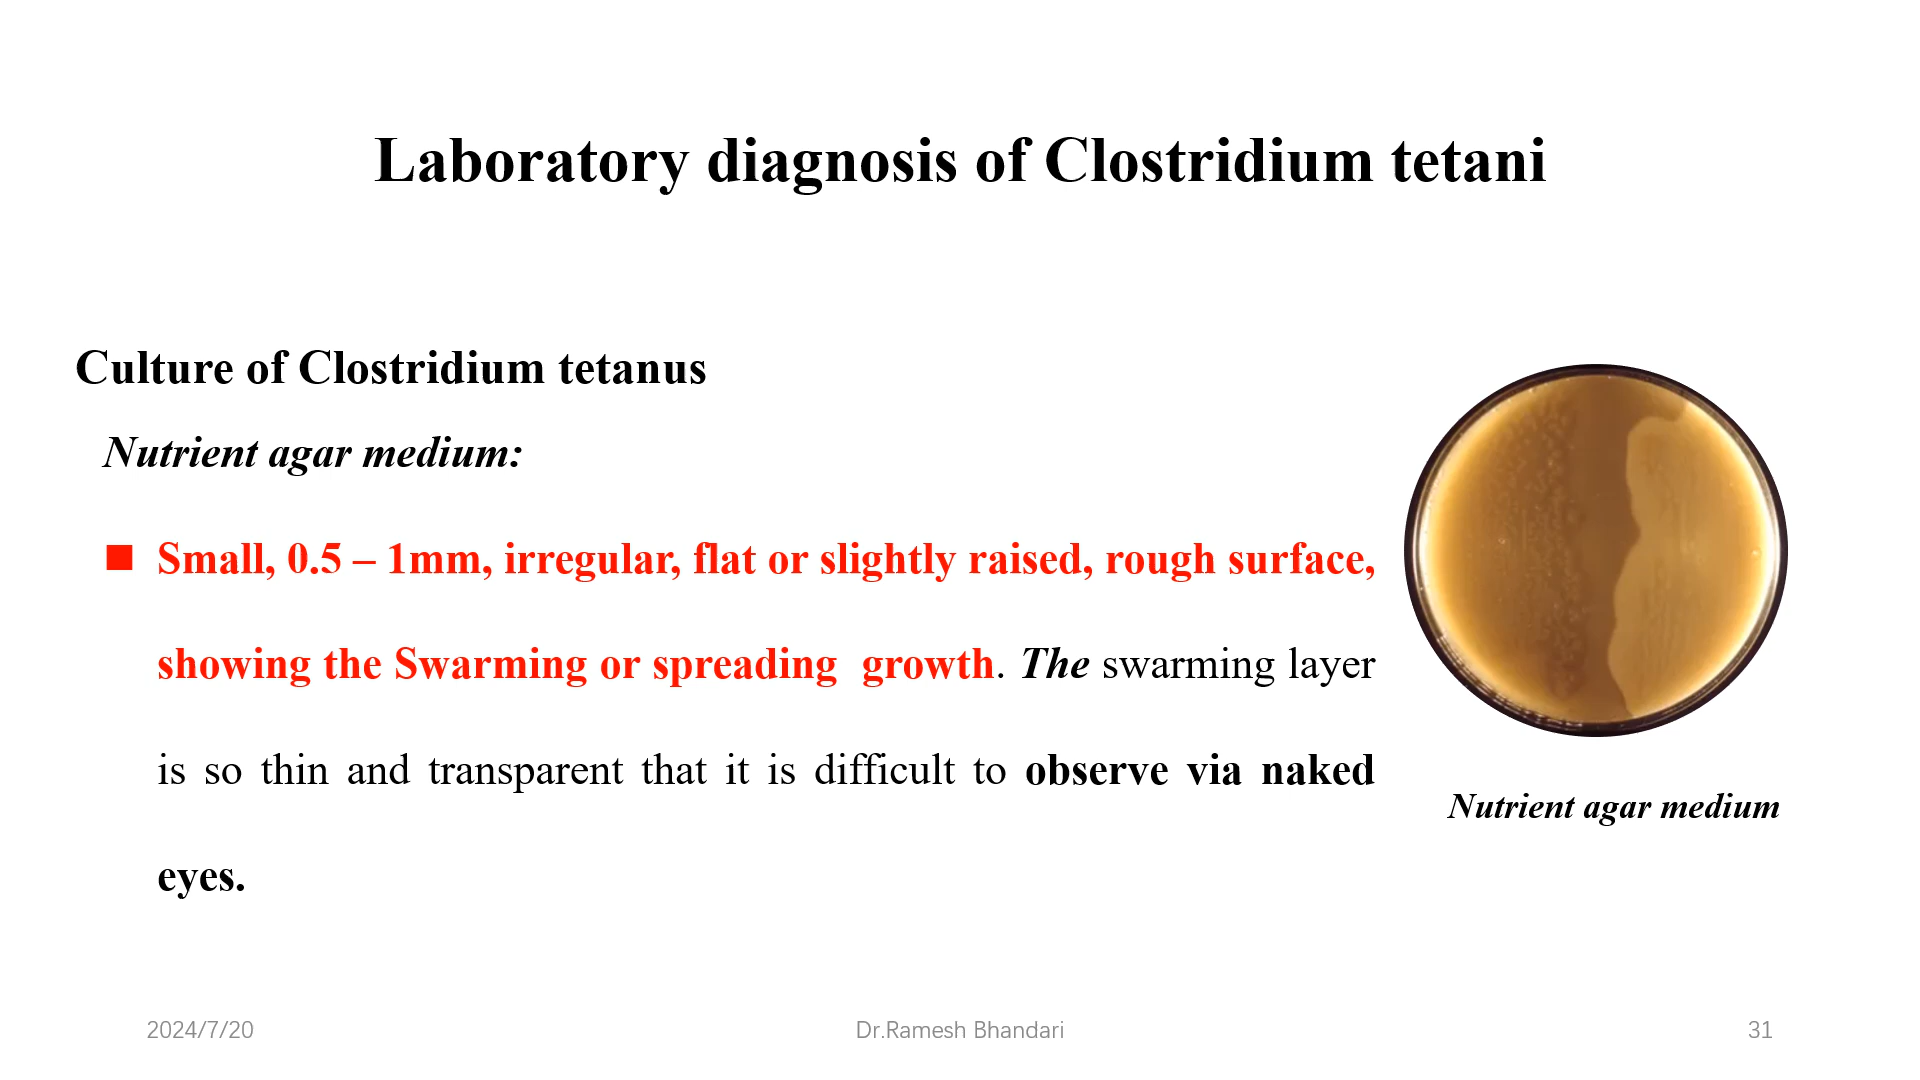 Laboratory diagnosis of Clostridium tetani
Culture of Clostridium tetanus
Nutrient agar medium:
■ Small, 0.5 – 1mm, irregular, flat or slightly raised, rough surface,
showing the Swarming or spreading growth. The swarming layer
is so thin and transparent that it is difficult to observe via naked
eyes.
Nutrient agar medium
2024/7/20
Dr.Ramesh Bhandari
31